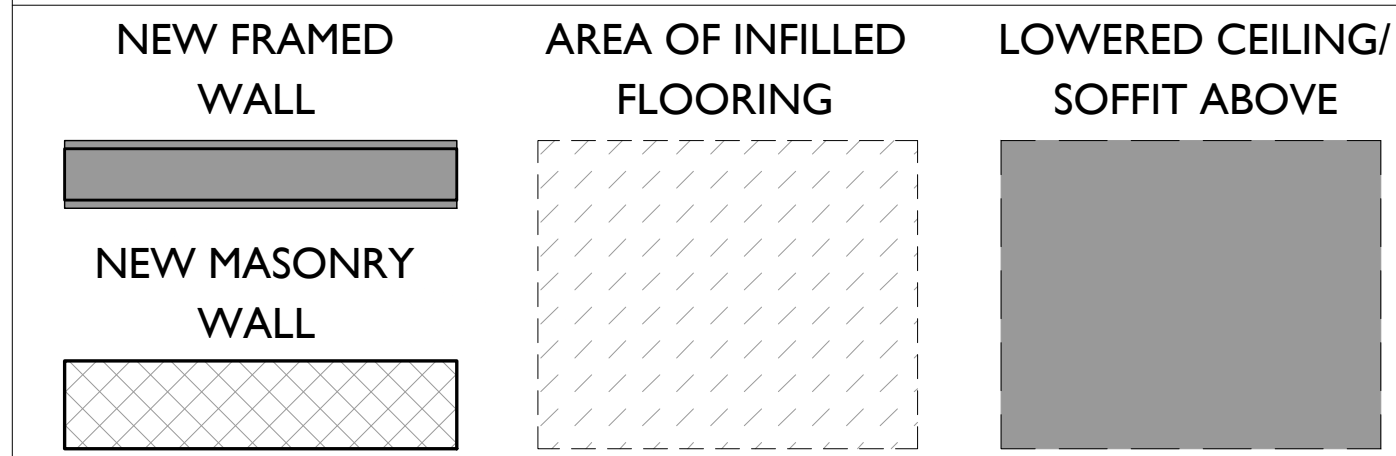 NEW FRAMED
WALL
NEW MASONRY
WALL
AREA OF INFILLED
FLOORING
LOWERED CEILING/
SOFFIT ABOVE